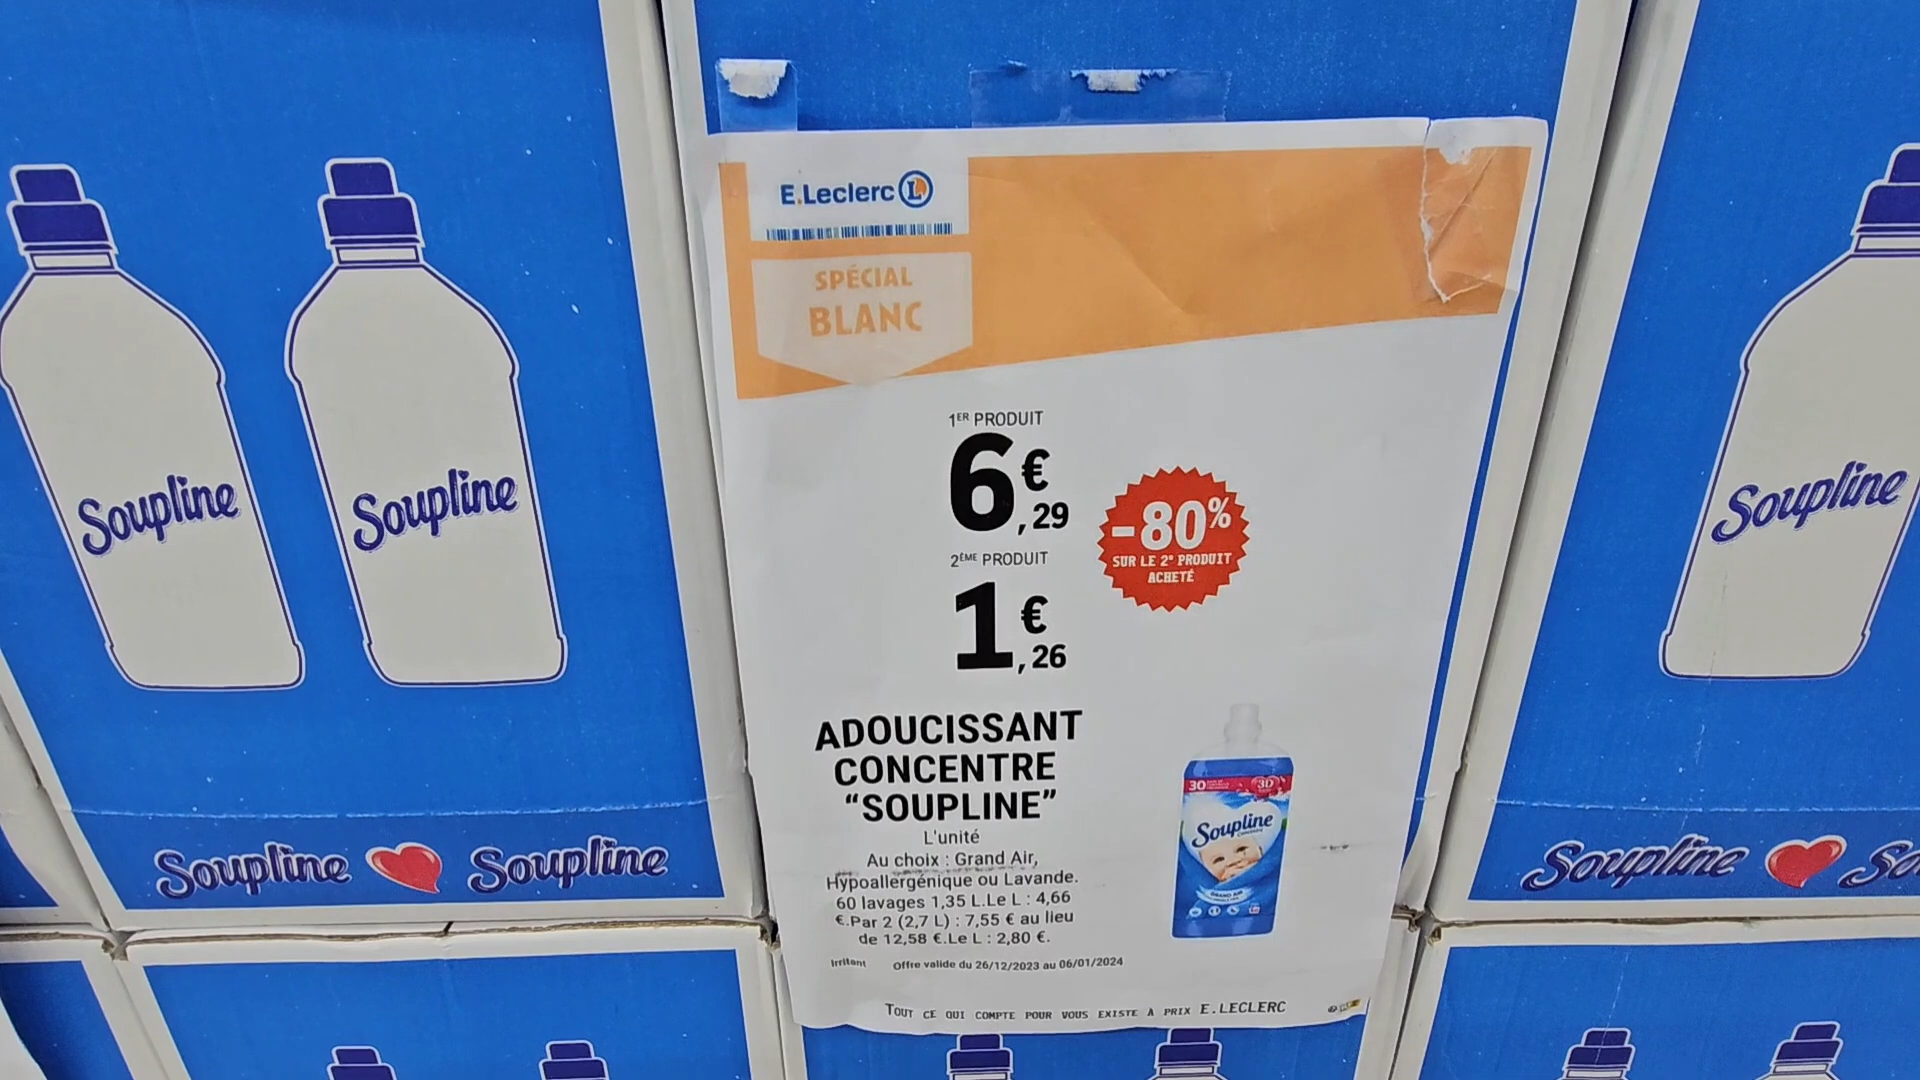 E.Leclerc L
SPÉCIAL
BLANC
1ER PRODUIT
6€,29
2ÈME PRODUIT
1€,26
-80%
SUR LE 2e PRODUIT
ACHETÉ
ADOUCISSANT
CONCENTRE
“SOUPLINE”
L'unité
Au choix : Grand Air,
Hypoallergénique ou Lavande.
60 lavages 1,35 L.Le L : 4,66
€.Par 2 (2,7 L) : 7,55 € au lieu
de 12,58 €.Le L : 2,80 €.
Irritant
Offre valide du 26/12/2023 au 06/01/2024
TOUT CE QUI COMPTE POUR VOUS EXISTE À PRIX E.LECLERC
30
3D
Soupline
Soupline
Soupline
Soupline
Soupline Soupline
Soupline So